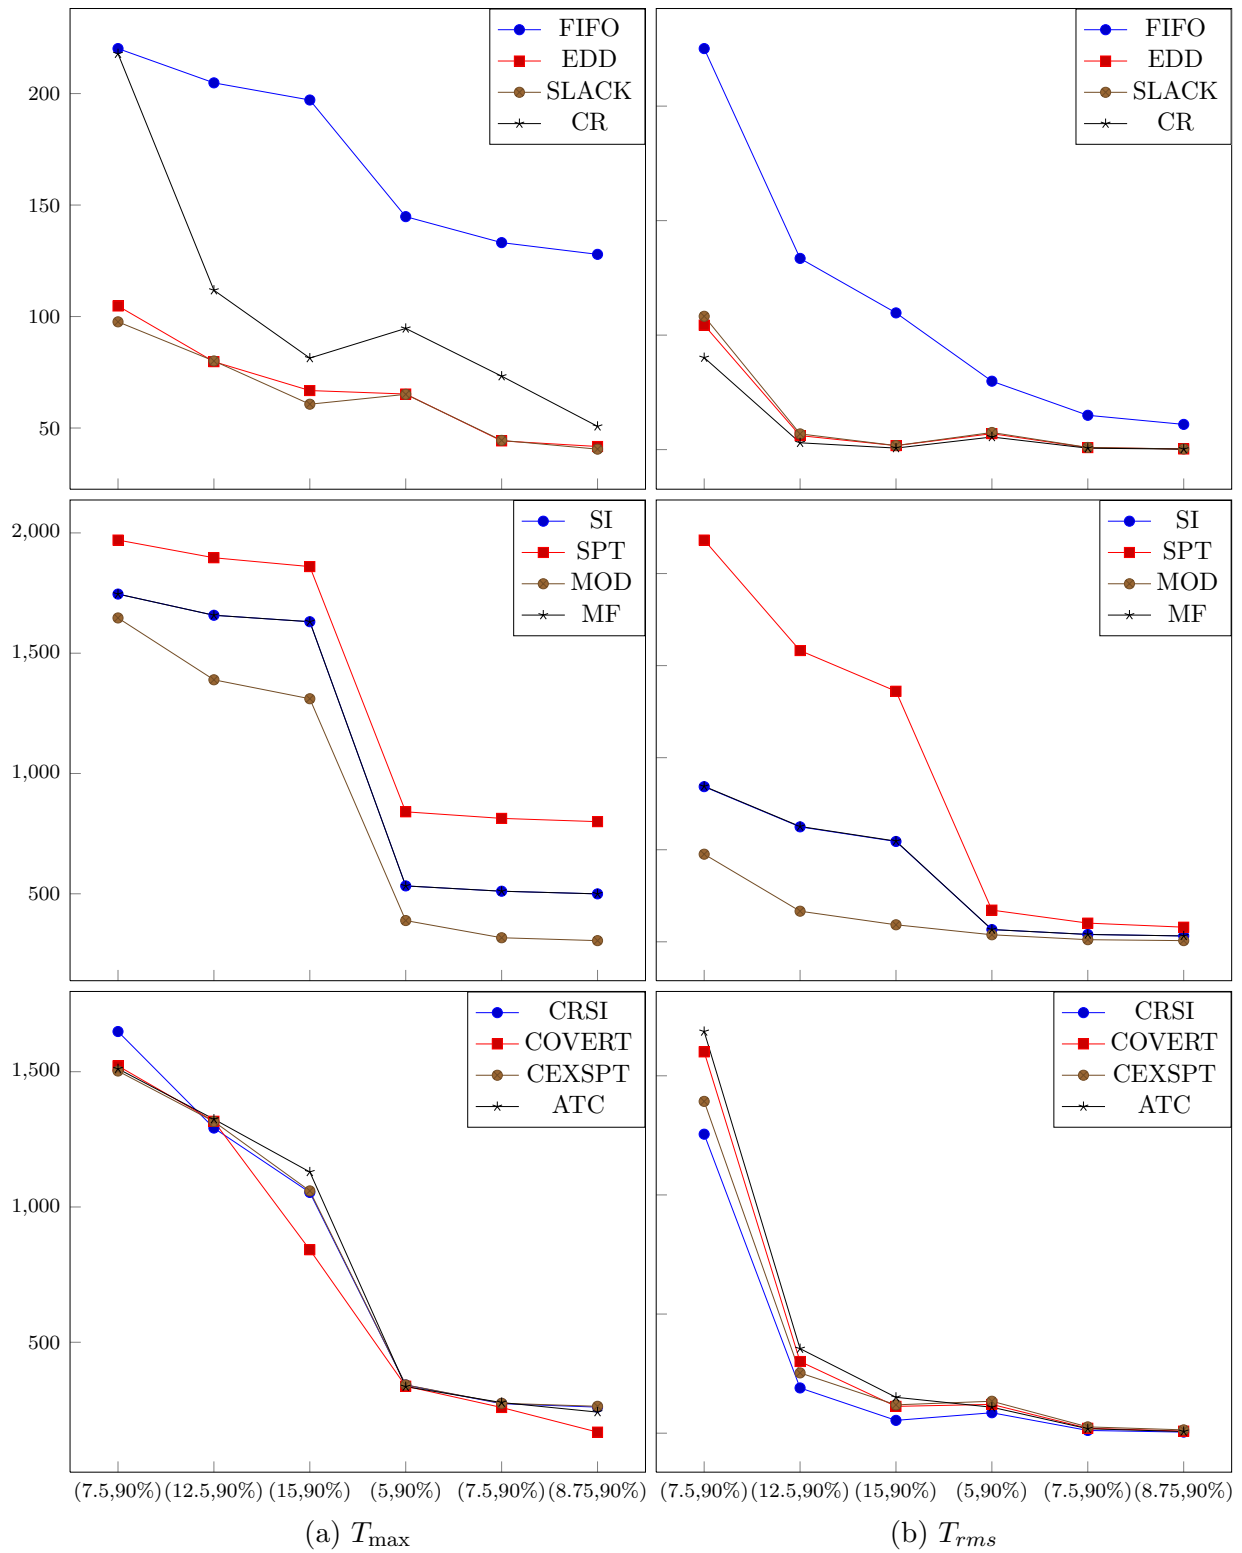 FIFO
EDD
SLACK
CR
200
150
100
50
FIFO
EDD
SLACK
CR
SI
SPT
MOD
MF
2,000
1,500
1,000
500
SI
SPT
MOD
MF
CRSI
COVERT
CEXSPT
ATC
1,500
1,000
500
CRSI
COVERT
CEXSPT
ATC
(7.5,90%) (12.5,90%) (15,90%) (5,90%) (7.5,90%) (8.75,90%)
(a) T_max
(7.5,90%) (12.5,90%) (15,90%) (5,90%) (7.5,90%) (8.75,90%)
(b) T_rms